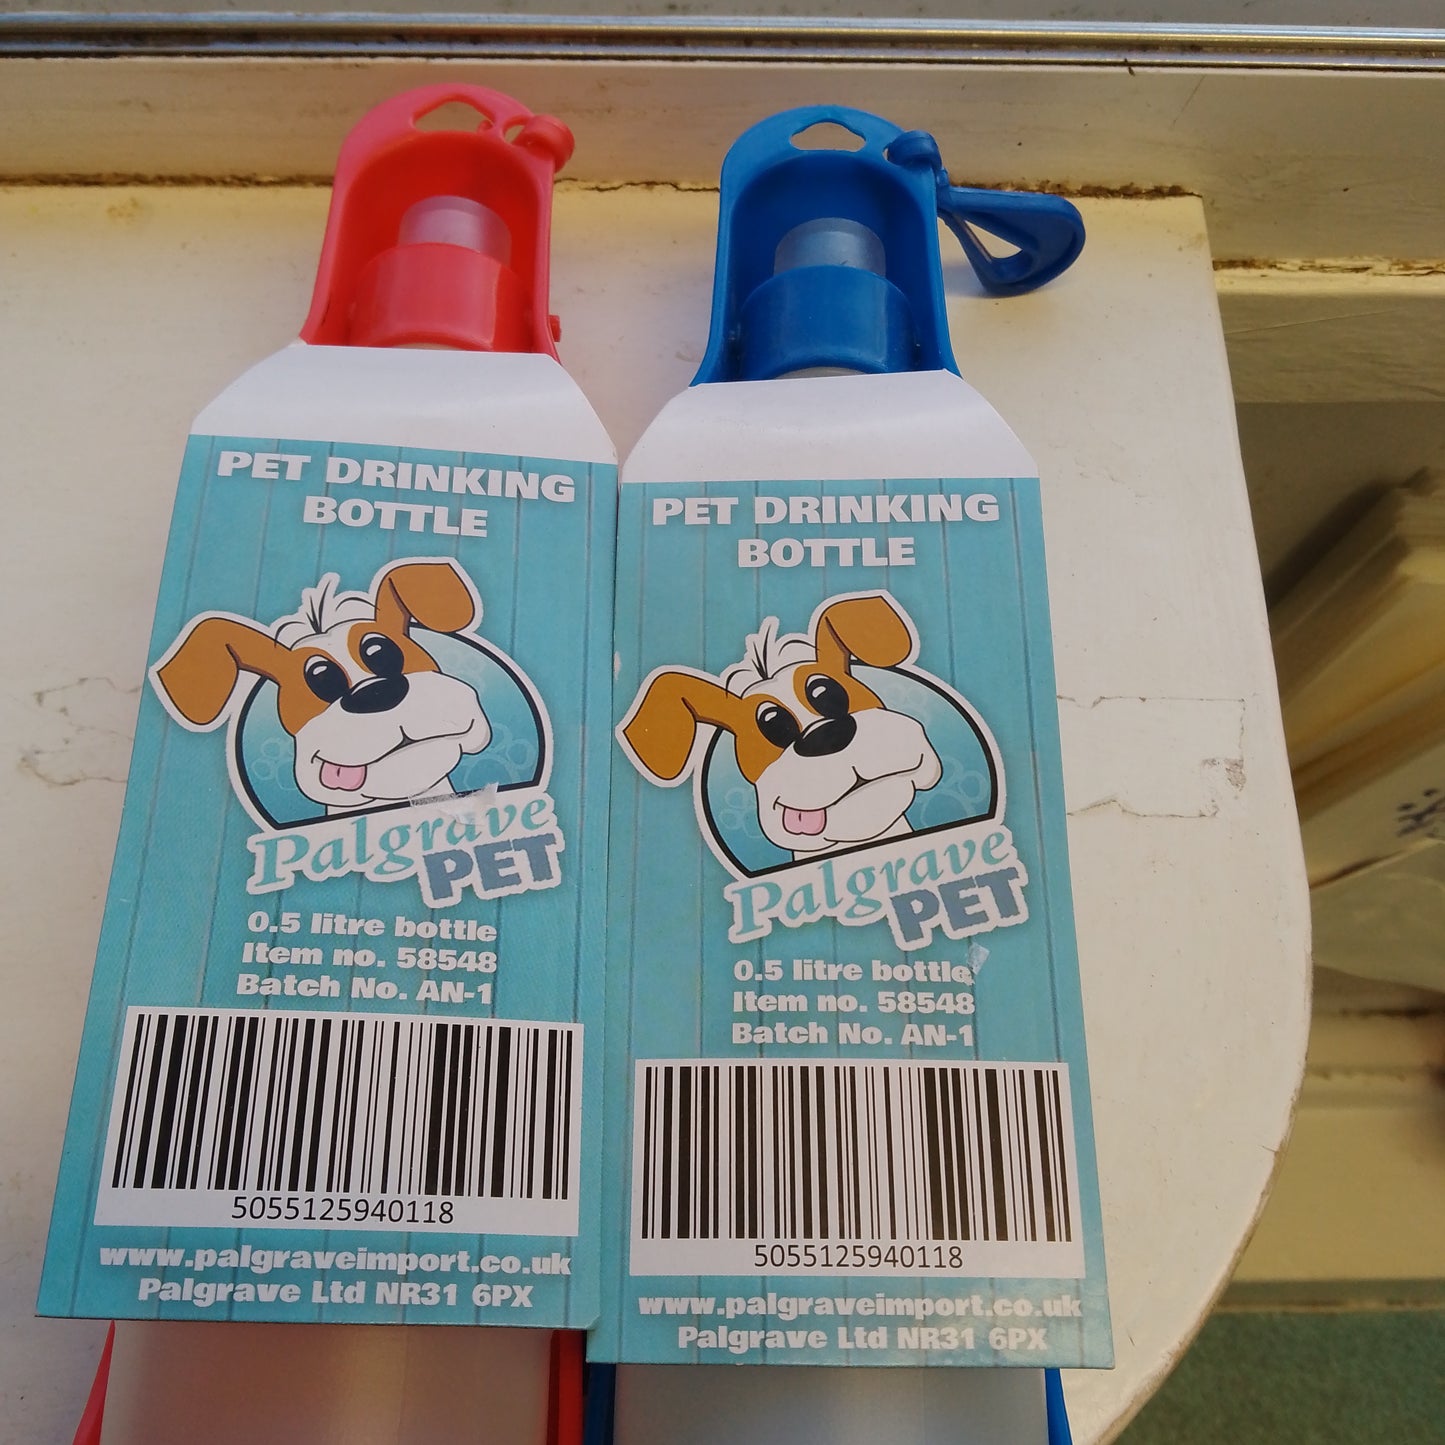 PET DRINKING
BOTTLE
Palgrave
PET
0.5 litre bottle
Item no. 58548
Batch No. AN-1
5055125940118
www.palgraveimport.co.uk
Palgrave Ltd NR31 6PX
PET DRINKING
BOTTLE
Palgrave
PET
0.5 litre bottle
Item no. 58548
Batch No. AN-1
5055125940118
www.palgraveimport.co.uk
Palgrave Ltd NR31 6PX